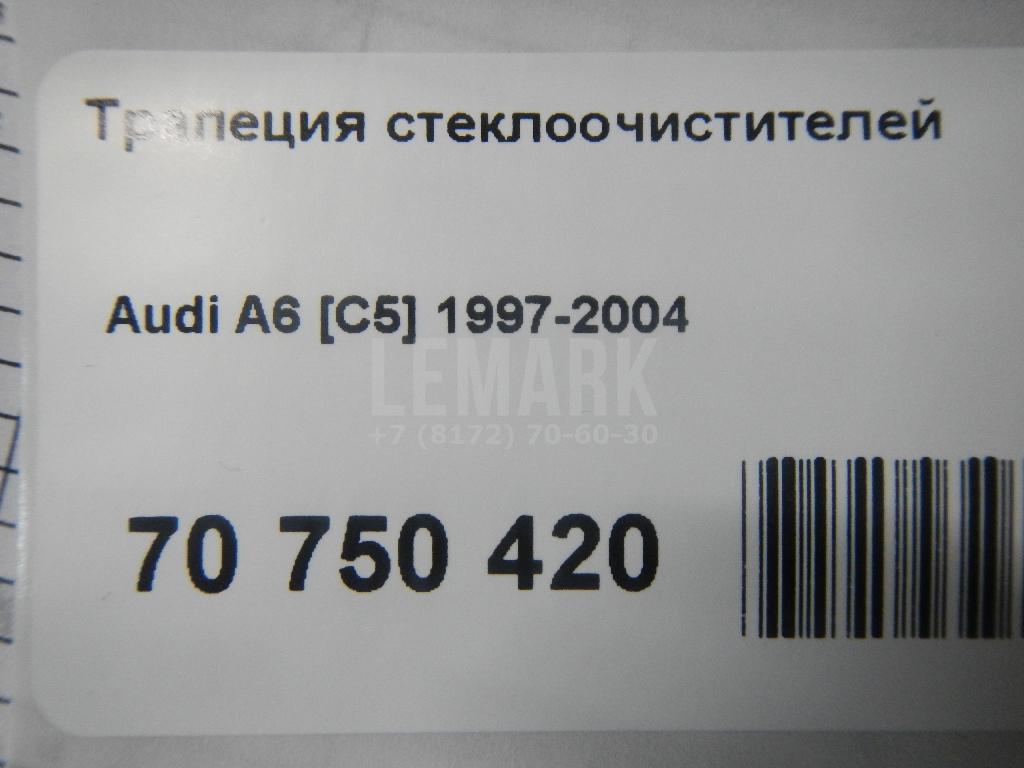 Трапеция стеклоочистителей
Audi A6 [C5] 1997-2004
LEMARK
+7 (8172) 70-60-30
70 750 420